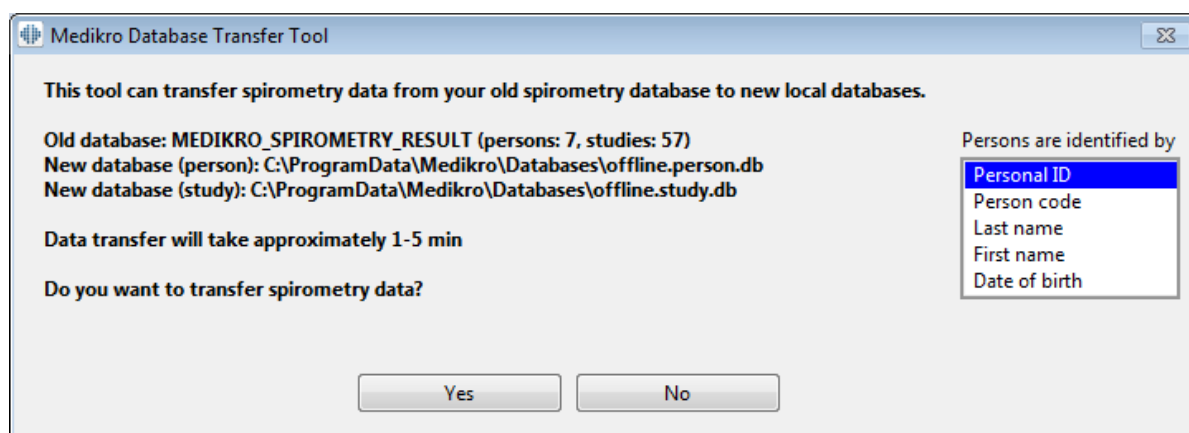 Medikro Database Transfer Tool
This tool can transfer spirometry data from your old spirometry database to new local databases.
Old database: MEDIKRO_SPIROMETRY_RESULT (persons: 7, studies: 57)
New database (person): C:\ProgramData\Medikro\Databases\offline.person.db
New database (study): C:\ProgramData\Medikro\Databases\offline.study.db
Data transfer will take approximately 1-5 min
Do you want to transfer spirometry data?
Persons are identified by
Personal ID
Person code
Last name
First name
Date of birth
Yes
No